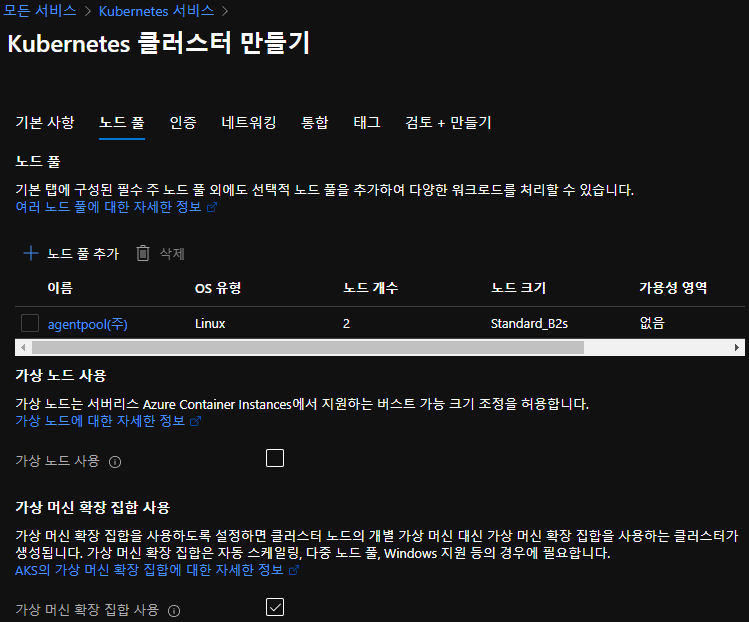 모든 서비스 > Kubernetes 서비스 >
Kubernetes 클러스터 만들기
기본 사항 노드 풀 인증 네트워킹 통합 태그 검토 + 만들기
노드 풀
기본 탭에 구성된 필수 주 노드 풀 외에도 선택적 노드 풀을 추가하여 다양한 워크로드를 처리할 수 있습니다.
여러 노드 풀에 대한 자세한 정보
+ 노드 풀 추가 삭제
이름 OS 유형 노드 개수 노드 크기 가용성 영역
agentpool(주) Linux 2 Standard_B2s 없음
가상 노드 사용
가상 노드는 서버리스 Azure Container Instances에서 지원하는 버스트 가능 크기 조정을 허용합니다.
가상 노드에 대한 자세한 정보
가상 노드 사용
가상 머신 확장 집합 사용
가상 머신 확장 집합을 사용하도록 설정하면 클러스터 노드의 개별 가상 머신 대신 가상 머신 확장 집합을 사용하는 클러스터가
생성됩니다. 가상 머신 확장 집합은 자동 스케일링, 다중 노드 풀, Windows 지원 등의 경우에 필요합니다.
AKS의 가상 머신 확장 집합에 대한 자세한 정보
가상 머신 확장 집합 사용